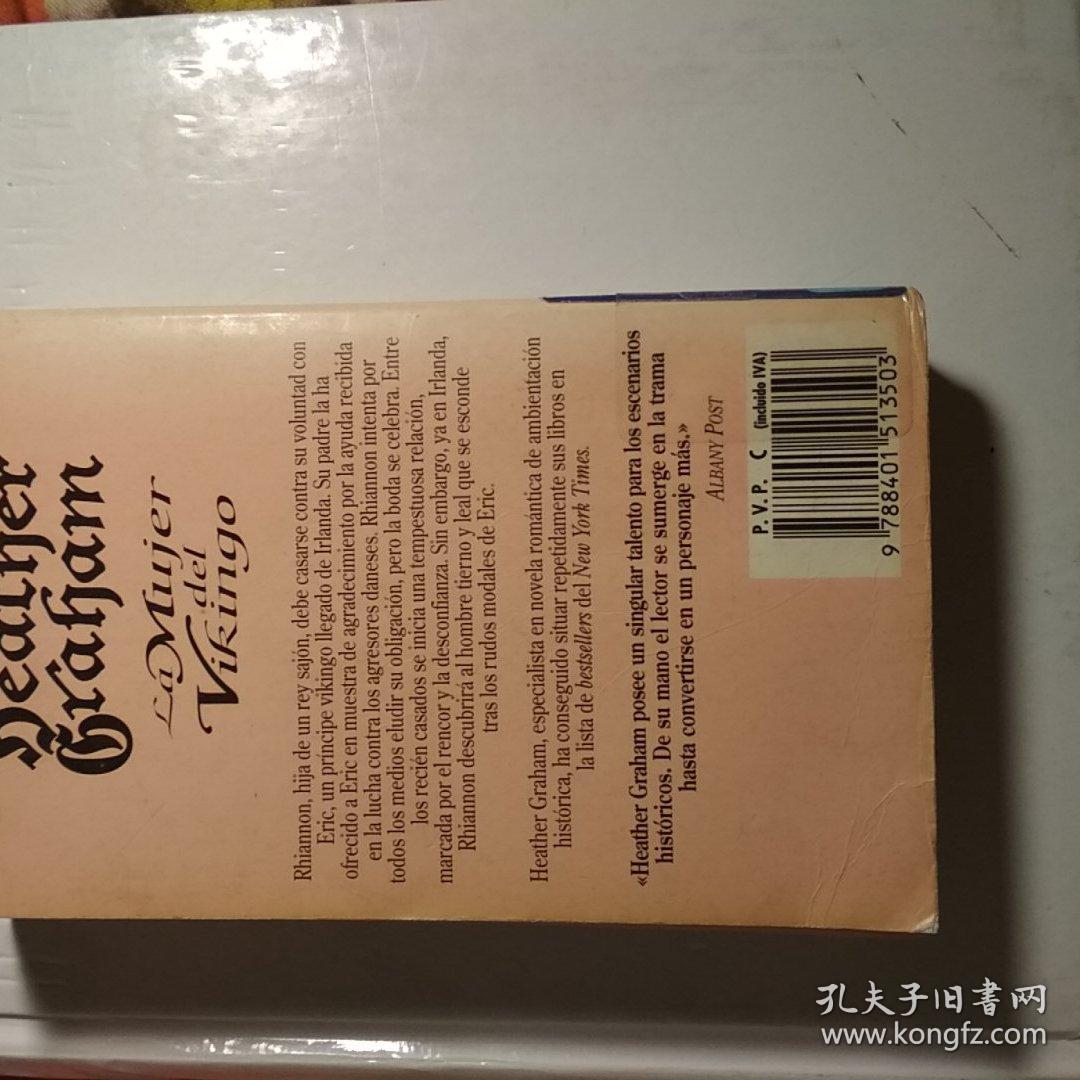 Heather
Graham
La Mujer
del
Vikingo
Rhiannon, hija de un rey sajón, debe casarse contra su voluntad con
Eric, un príncipe vikingo llegado de Irlanda. Su padre la ha
ofrecido a Eric en muestra de agradecimiento por la ayuda recibida
en la lucha contra los agresores daneses. Rhiannon intenta por
todos los medios eludir su obligación, pero la boda se celebra. Entre
los recién casados se inicia una tempestuosa relación,
marcada por el rencor y la desconfianza. Sin embargo, ya en Irlanda,
Rhiannon descubrirá al hombre tierno y leal que se esconde
tras los rudos modales de Eric.
Heather Graham, especialista en novela romántica de ambientación
histórica, ha conseguido situar repetidamente sus libros en
la lista de bestsellers del New York Times.
«Heather Graham posee un singular talento para los escenarios
históricos. De su mano el lector se sumerge en la trama
hasta convertirse en un personaje más.»
ALBANY POST
P. V. P. C (incluido IVA)
9 788401 513503
孔夫子旧書网
www.kongfz.com